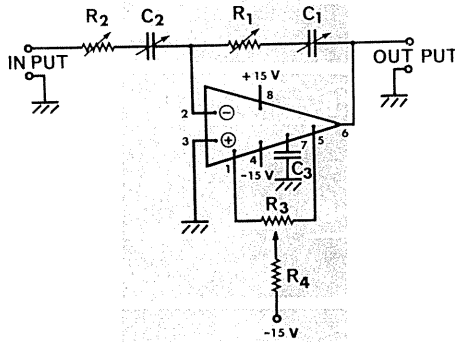 R2 C2 R1 C1
IN PUT OUT PUT
+15 V
8
2
3
6
7 5
1 4 C3
-15 V
R3
R4
-15 V